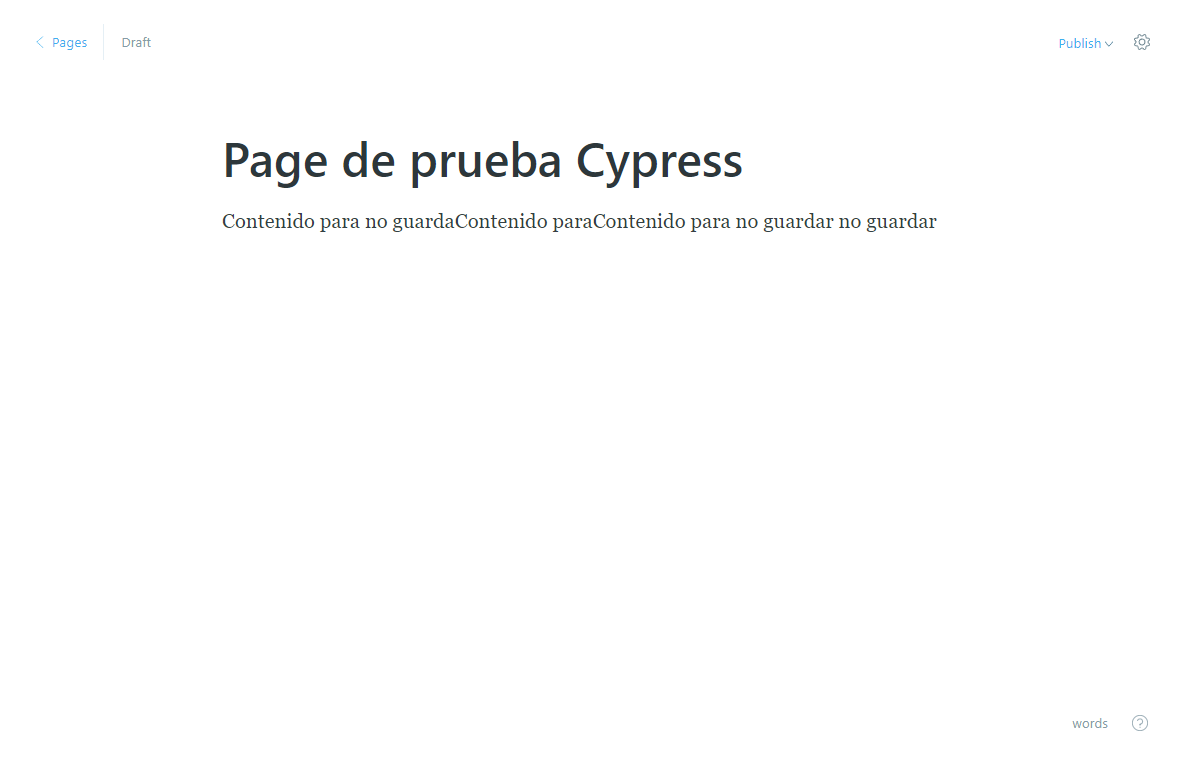 Pages
Draft
Publish
Page de prueba Cypress
Contenido para no guardaContenido paraContenido para no guardar no guardar
words
?